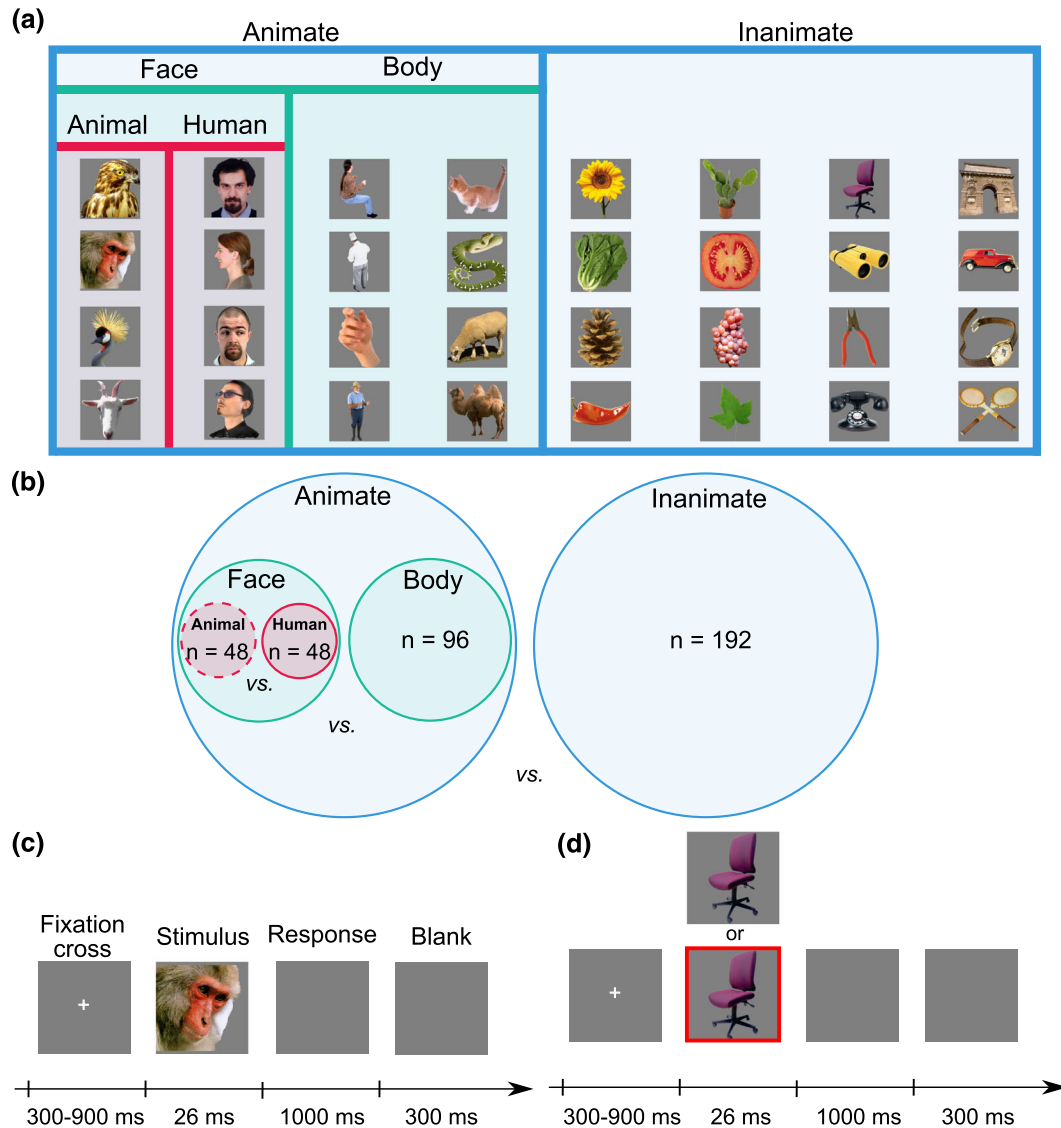 (a)
Animate
Inanimate
Face
Body
Animal
Human
(b)
Animate
Inanimate
Face
Body
Animal
n = 48
Human
n = 48
n = 96
n = 192
vs.
vs.
vs.
(c)
(d)
Fixation
cross
Stimulus
Response
Blank
or
300-900 ms
26 ms
1000 ms
300 ms
300-900 ms
26 ms
1000 ms
300 ms